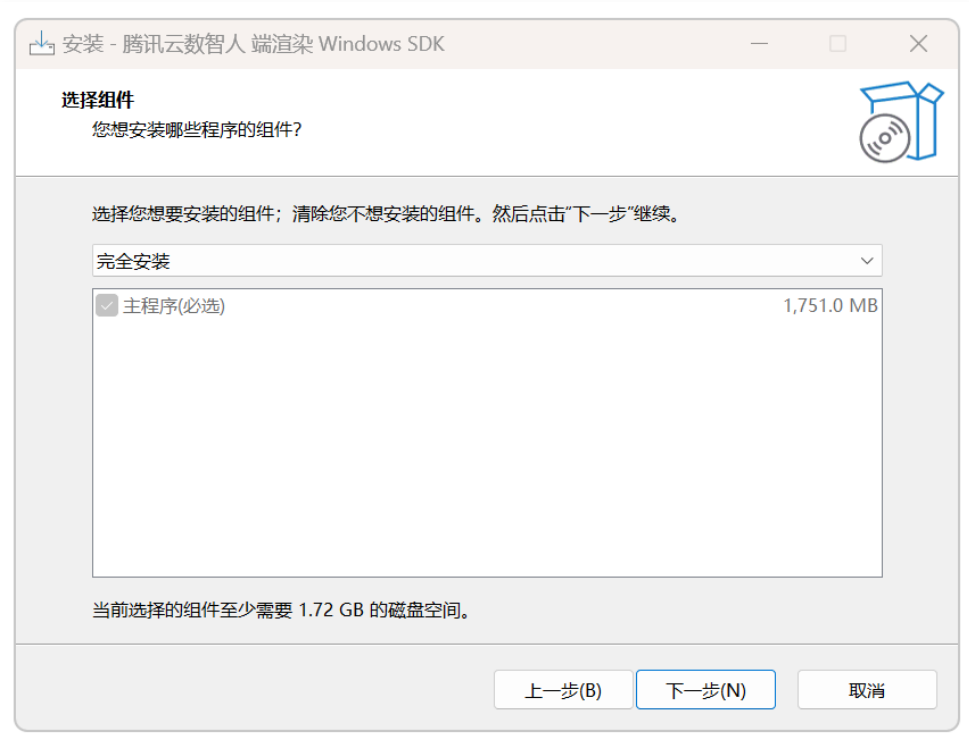 安装 - 腾讯云数智人 端渲染 Windows SDK
选择组件
您想安装哪些程序的组件?
选择您想要安装的组件；清除您不想安装的组件。然后点击“下一步”继续。
完全安装
主程序(必选) 1,751.0 MB
当前选择的组件至少需要 1.72 GB 的磁盘空间。
上一步(B) 下一步(N) 取消